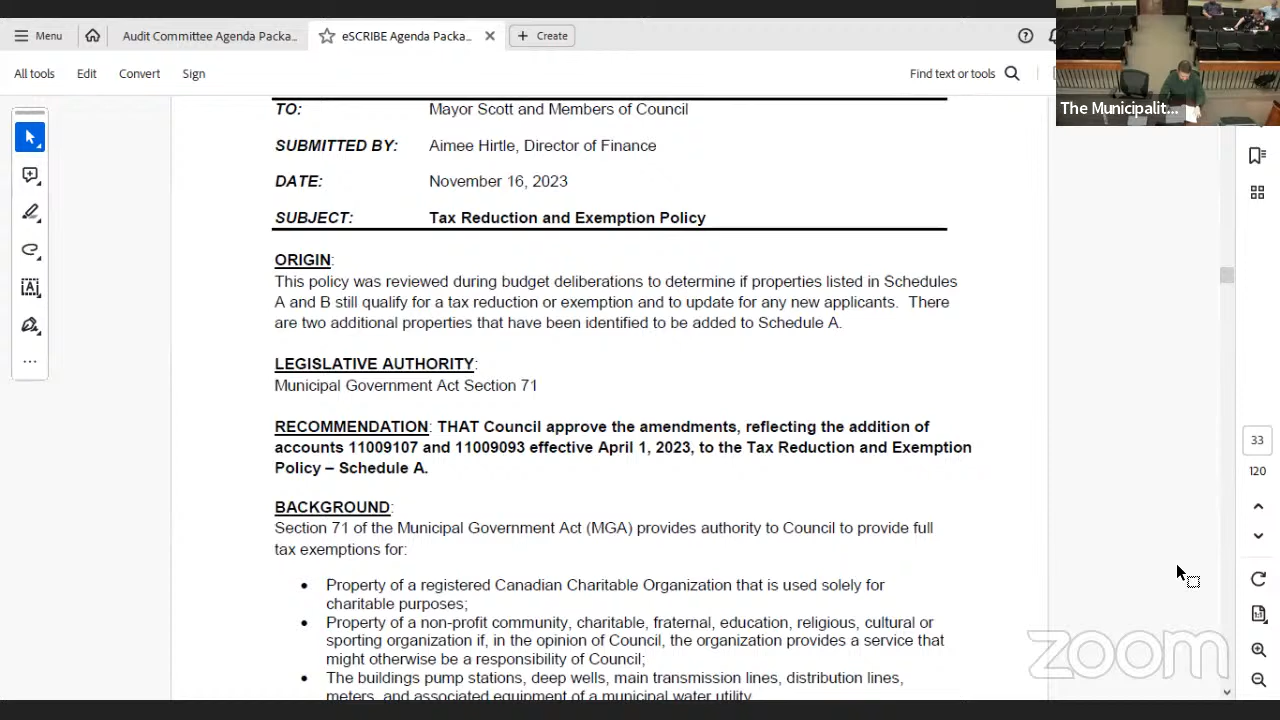 Menu
Audit Committee Agenda Packa...
eSCRIBE Agenda Packa...
Create
All tools
Edit
Convert
Sign
Find text or tools
The Municipalit...
TO: Mayor Scott and Members of Council
SUBMITTED BY: Aimee Hirtle, Director of Finance
DATE: November 16, 2023
SUBJECT: Tax Reduction and Exemption Policy
ORIGIN:
This policy was reviewed during budget deliberations to determine if properties listed in Schedules
A and B still qualify for a tax reduction or exemption and to update for any new applicants. There
are two additional properties that have been identified to be added to Schedule A.
LEGISLATIVE AUTHORITY:
Municipal Government Act Section 71
RECOMMENDATION: THAT Council approve the amendments, reflecting the addition of
accounts 11009107 and 11009093 effective April 1, 2023, to the Tax Reduction and Exemption
Policy – Schedule A.
BACKGROUND:
Section 71 of the Municipal Government Act (MGA) provides authority to Council to provide full
tax exemptions for:
• Property of a registered Canadian Charitable Organization that is used solely for
charitable purposes;
• Property of a non-profit community, charitable, fraternal, education, religious, cultural or
sporting organization if, in the opinion of Council, the organization provides a service that
might otherwise be a responsibility of Council;
• The buildings pump stations, deep wells, main transmission lines, distribution lines,
meters, and associated equipment of a municipal water utility
33
120
zoom